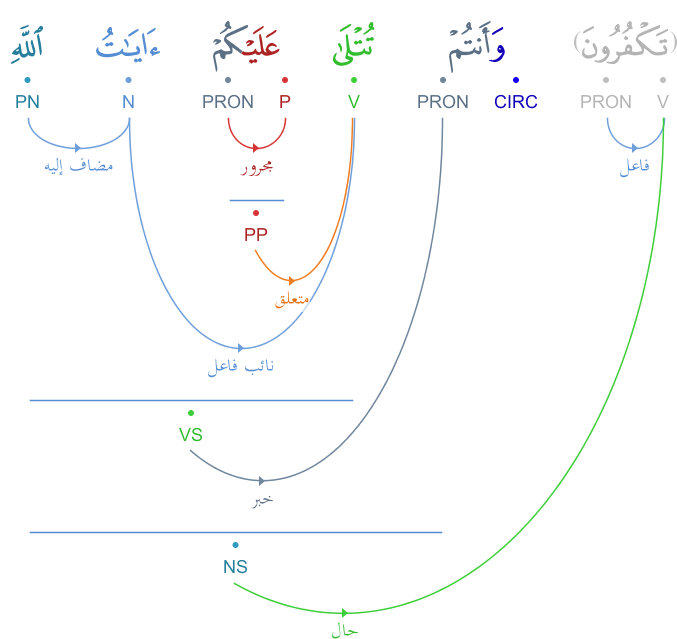 (تَكْفُرُونَ) وَأَنتُمْ تُتْلَىٰ عَلَيْكُمْ ءَايَـٰتُ ٱللَّهِ
V PRON CIRC PRON V P PRON N PN
فاعل مجرور مضاف إليه
PP
متعلق
نائب فاعل
VS
خبر
NS
حال